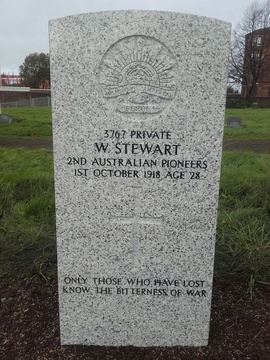 3767 PRIVATE
W. STEWART
2ND AUSTRALIAN PIONEERS
1ST OCTOBER 1918 AGE 28
ONLY THOSE WHO HAVE LOST
KNOW THE BITTERNESS OF WAR